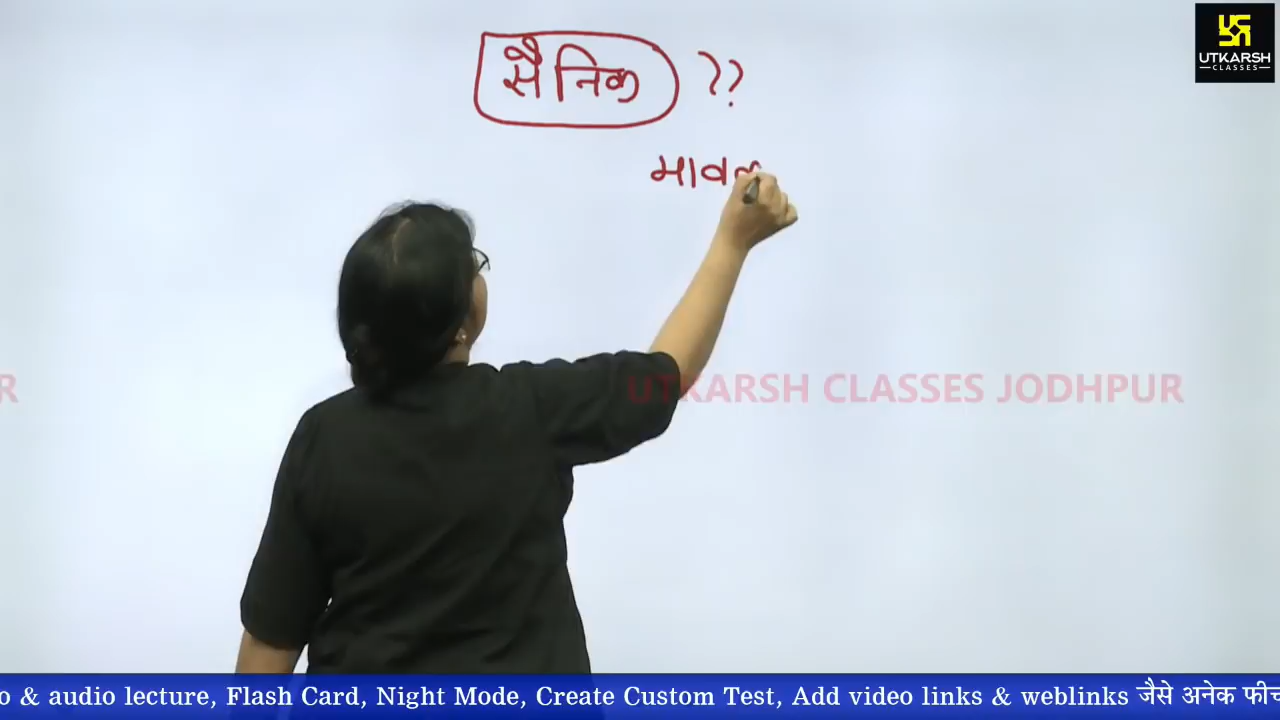 UTKARSH
CLASSES
सैनिक ??
माव
R UTKARSH CLASSES JODHPUR
o & audio lecture, Flash Card, Night Mode, Create Custom Test, Add video links & weblinks जैसे अनेक